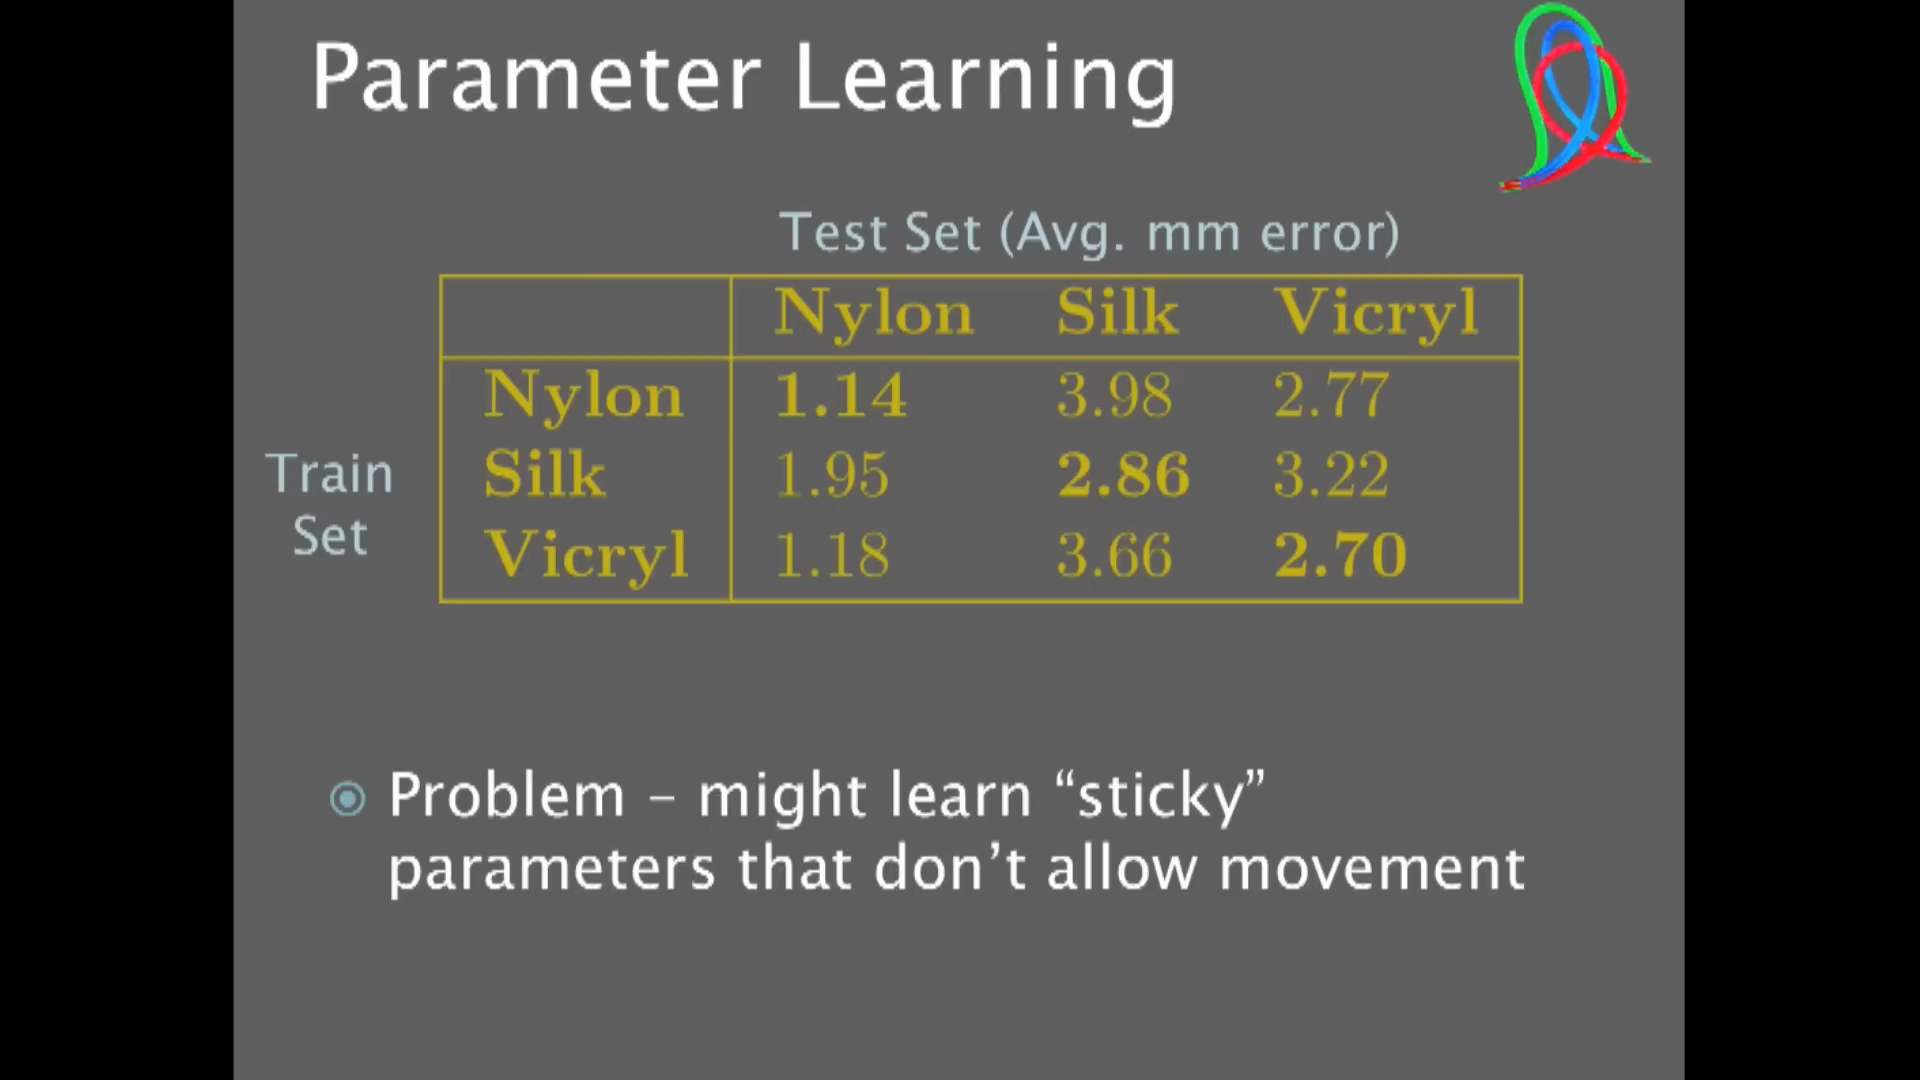 Parameter Learning
Test Set (Avg. mm error)
Nylon Silk Vicryl
Nylon 1.14 3.98 2.77
Train
Set
Silk 1.95 2.86 3.22
Vicryl 1.18 3.66 2.70
Problem – might learn “sticky”
parameters that don’t allow movement